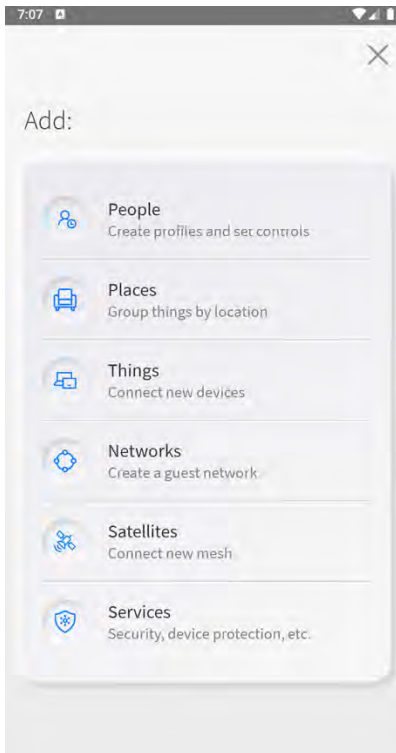 7:07
Add:
People
Create profiles and set controls
Places
Group things by location
Things
Connect new devices
Networks
Create a guest network
Satellites
Connect new mesh
Services
Security, device protection, etc.